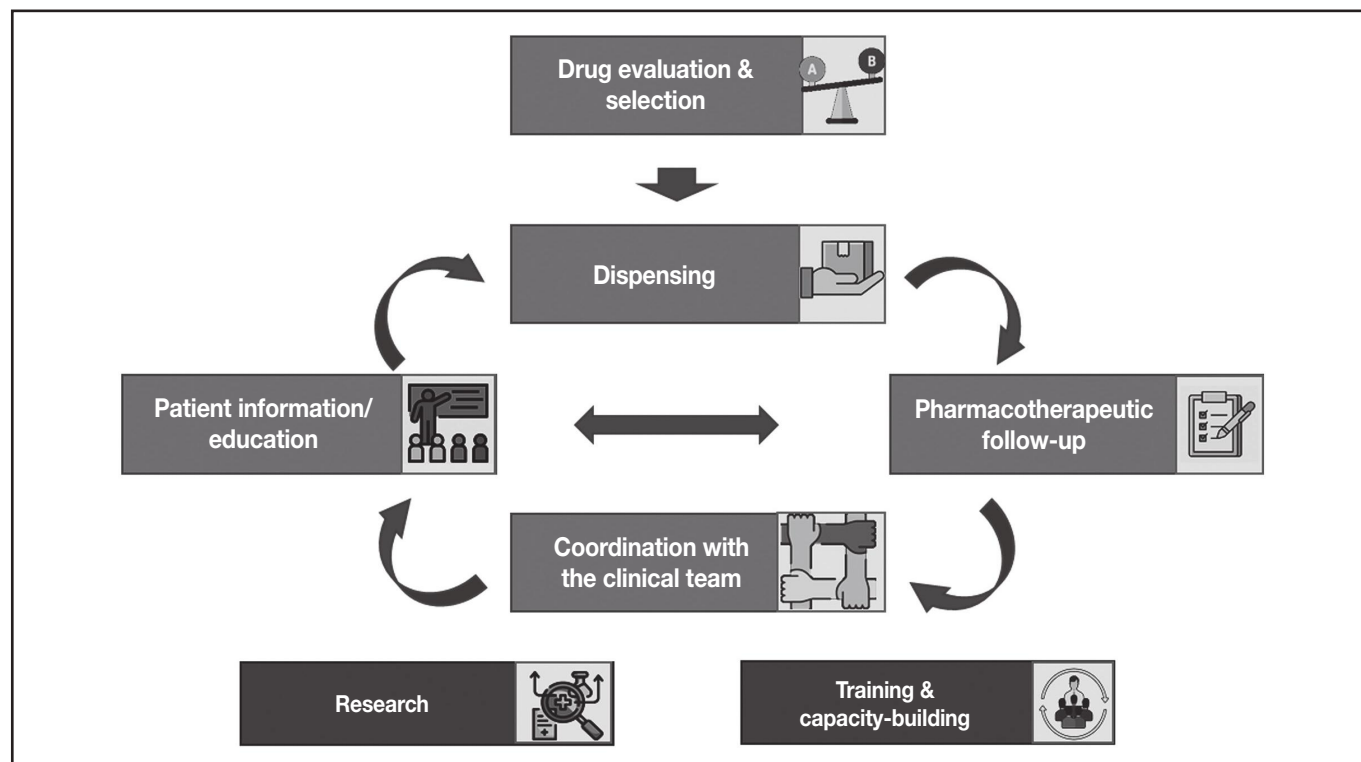 Drug evaluation &
selection
A
B
Dispensing
Patient information/
education
Pharmacotherapeutic
follow-up
Coordination with
the clinical team
Research
Training &
capacity-building